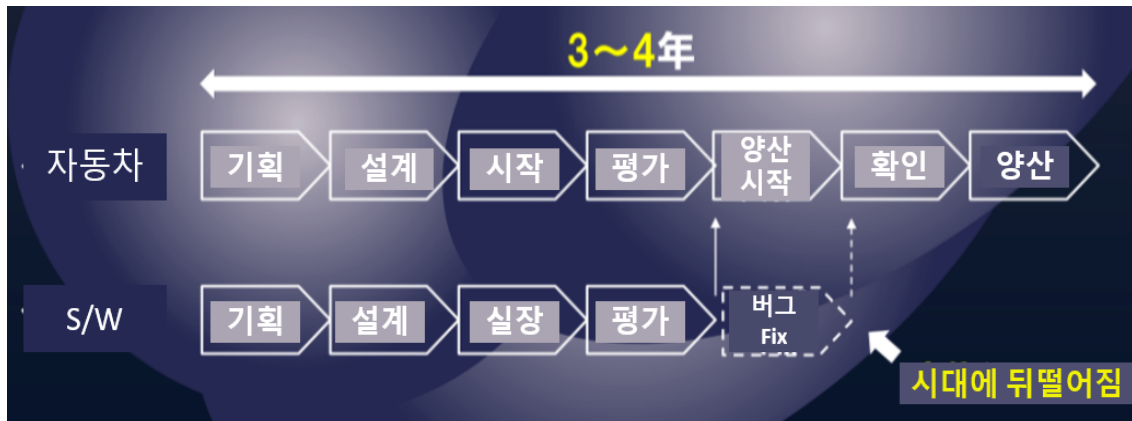 3～4年
자동차
기획
설계
시작
평가
양산
시작
확인
양산
S/W
기획
설계
실장
평가
버그
Fix
시대에 뒤떨어짐